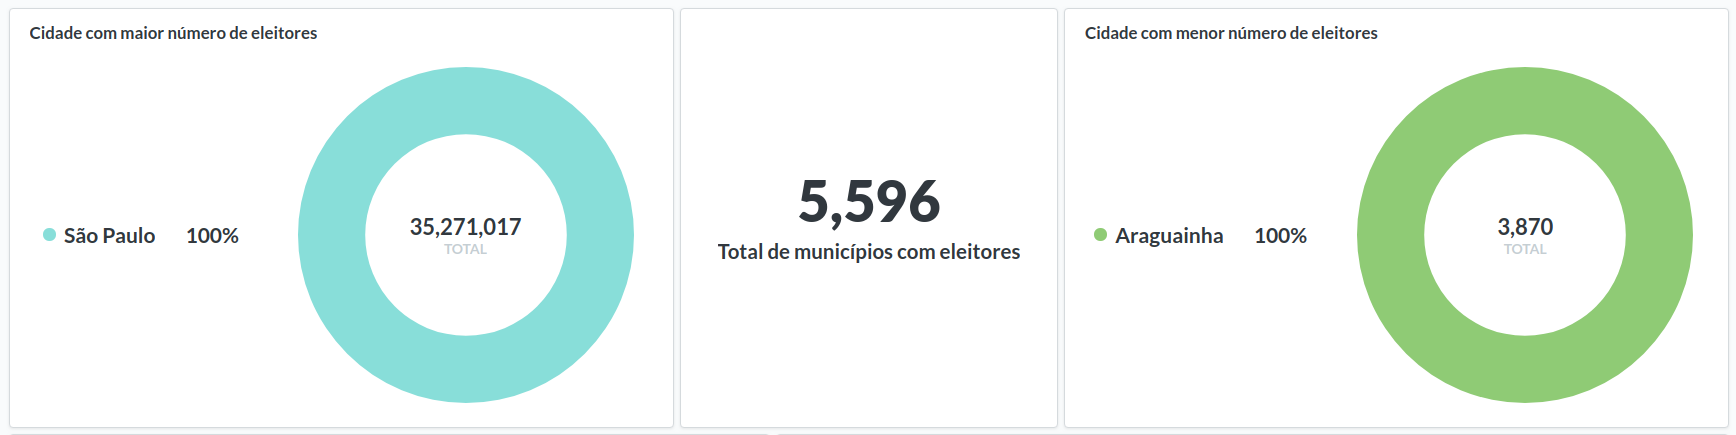 Cidade com maior número de eleitores
São Paulo 100%
35,271,017
TOTAL
5,596
Total de municípios com eleitores
Cidade com menor número de eleitores
Araguainha 100%
3,870
TOTAL